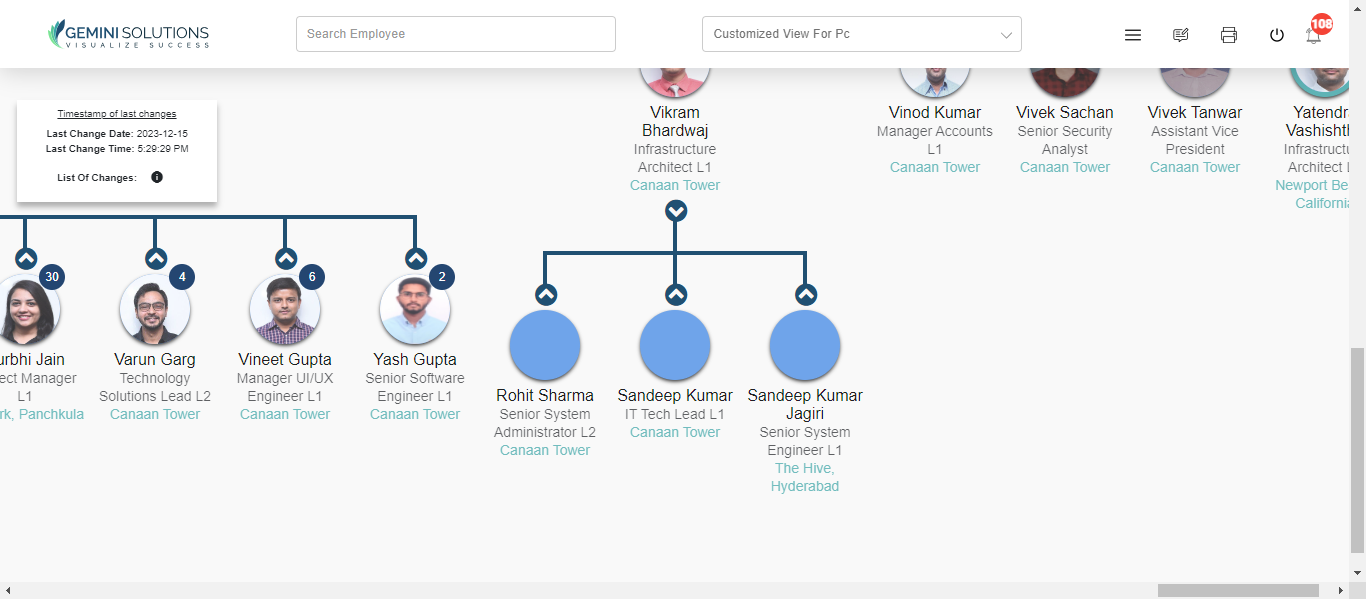 GEMINI SOLUTIONS
VISUALIZE SUCCESS
Search Employee
Customized View For Pc
108
Timestamp of last changes
Last Change Date: 2023-12-15
Last Change Time: 5:29:29 PM
List Of Changes:
Vikram
Bhardwaj
Infrastructure
Architect L1
Canaan Tower
Vinod Kumar
Manager Accounts
L1
Canaan Tower
Vivek Sachan
Senior Security
Analyst
Canaan Tower
Vivek Tanwar
Assistant Vice
President
Canaan Tower
Yatendr
Vashishth
Infrastructu
Architect L
Newport Be
California
30
urbhi Jain
ect Manager
L1
rk, Panchkula
4
Varun Garg
Technology
Solutions Lead L2
Canaan Tower
6
Vineet Gupta
Manager UI/UX
Engineer L1
Canaan Tower
2
Yash Gupta
Senior Software
Engineer L1
Canaan Tower
Rohit Sharma
Senior System
Administrator L2
Canaan Tower
Sandeep Kumar
IT Tech Lead L1
Canaan Tower
Sandeep Kumar
Jagiri
Senior System
Engineer L1
The Hive,
Hyderabad